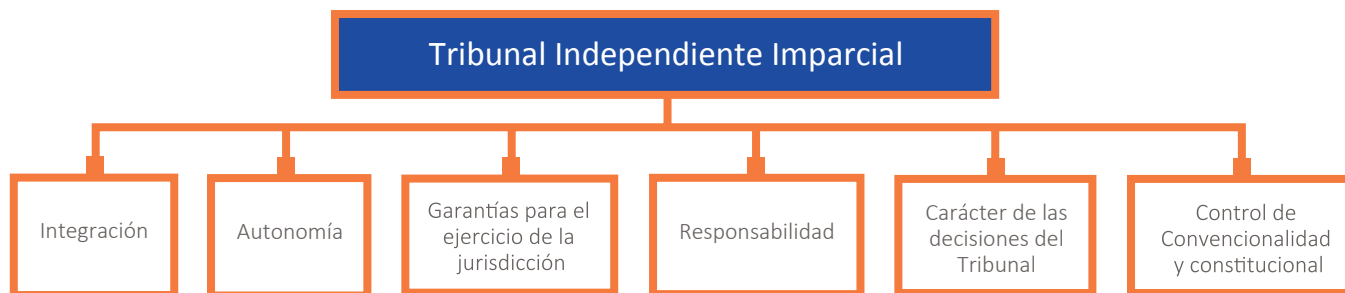 Tribunal Independiente Imparcial
Integración
Autonomía
Garantías para el
ejercicio de la
jurisdicción
Responsabilidad
Carácter de las
decisiones del
Tribunal
Control de
Convencionalidad
y constitucional